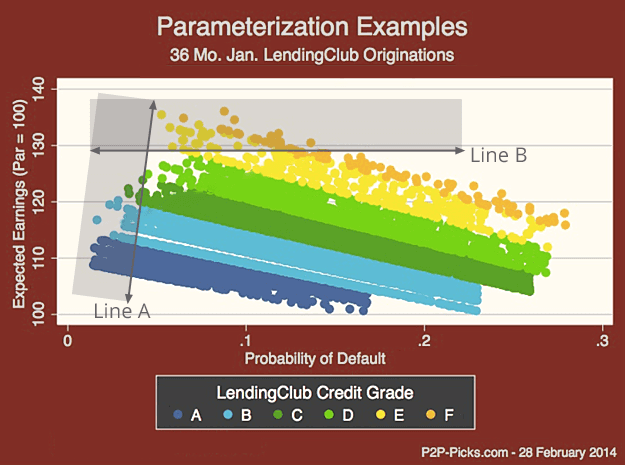 Parameterization Examples
36 Mo. Jan. LendingClub Originations
Expected Earnings (Par = 100)
140
130
120
110
100
Line B
Line A
0 .1 .2 .3
Probability of Default
LendingClub Credit Grade
A B C D E F
P2P-Picks.com - 28 February 2014